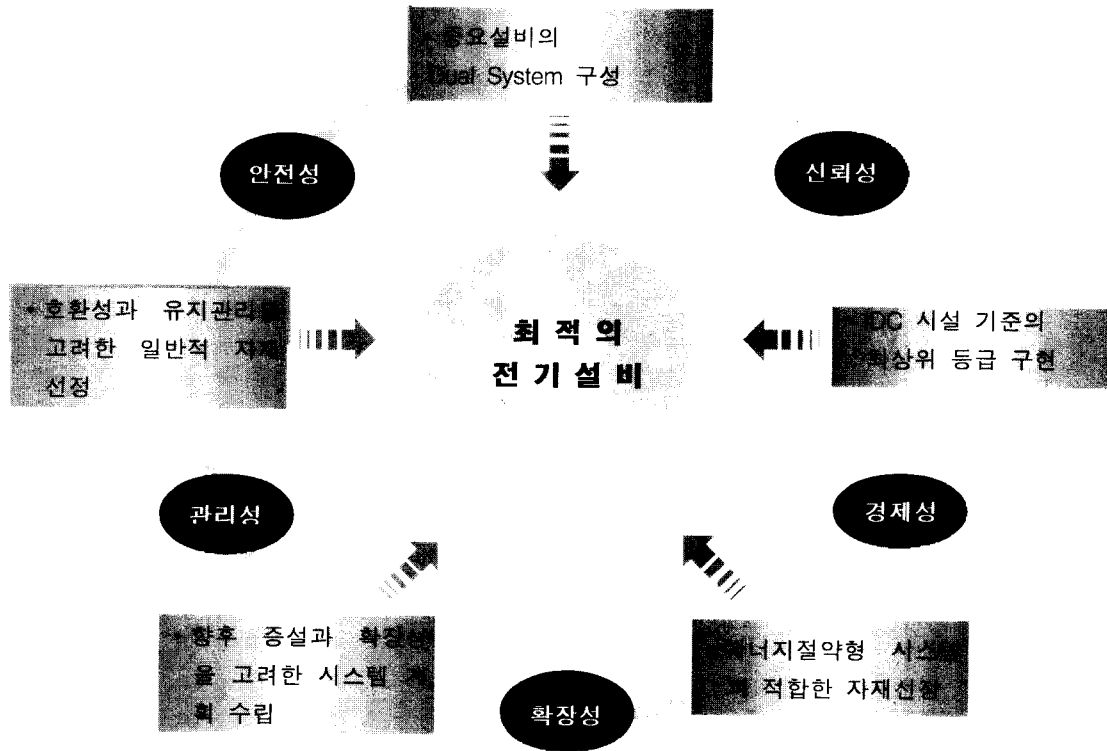 중요설비의
Dual System 구성
안전성
신뢰성
호환성과 유지관리
고려한 일반적 자재
선정
최적의
전기설비
IDC 시설 기준의
최상위 등급 구현
관리성
경제성
향후 증설과 확장성
을 고려한 시스템 계
획 수립
에너지절약형 시스템
에 적합한 자재선정
확장성